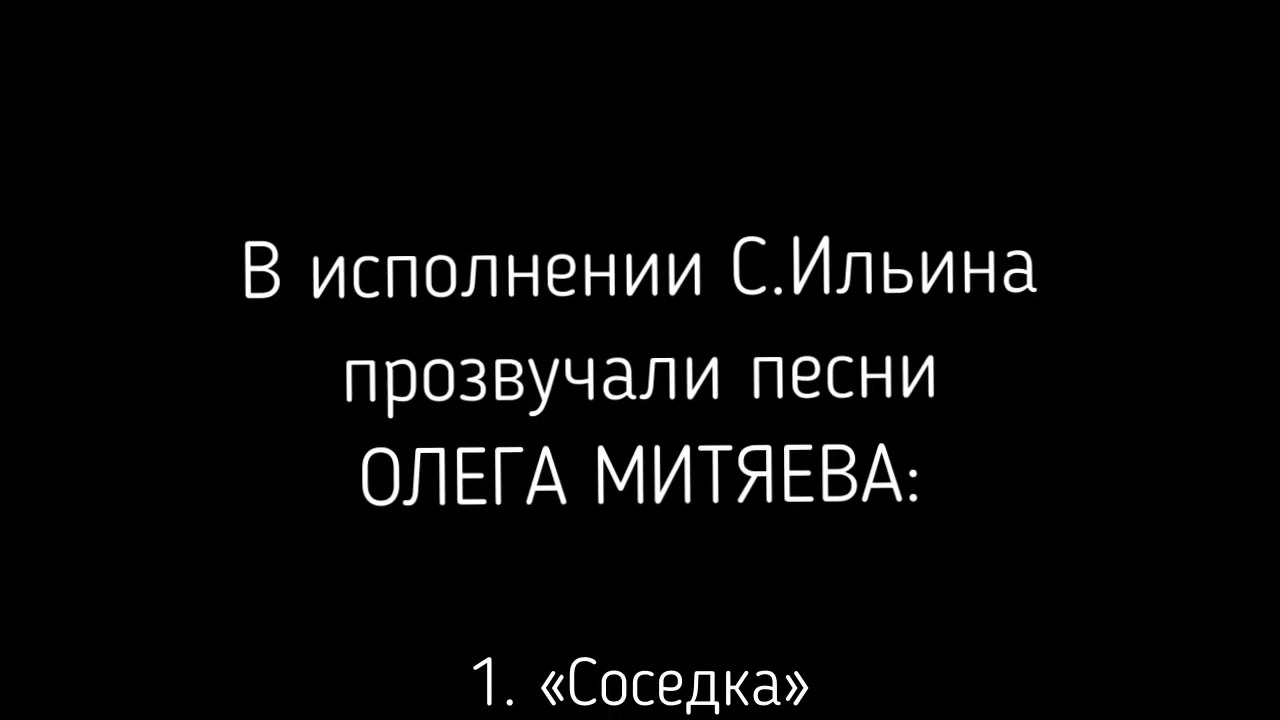 В исполнении С.Ильина
прозвучали песни
ОЛЕГА МИТЯЕВА:
1. «Соседка»